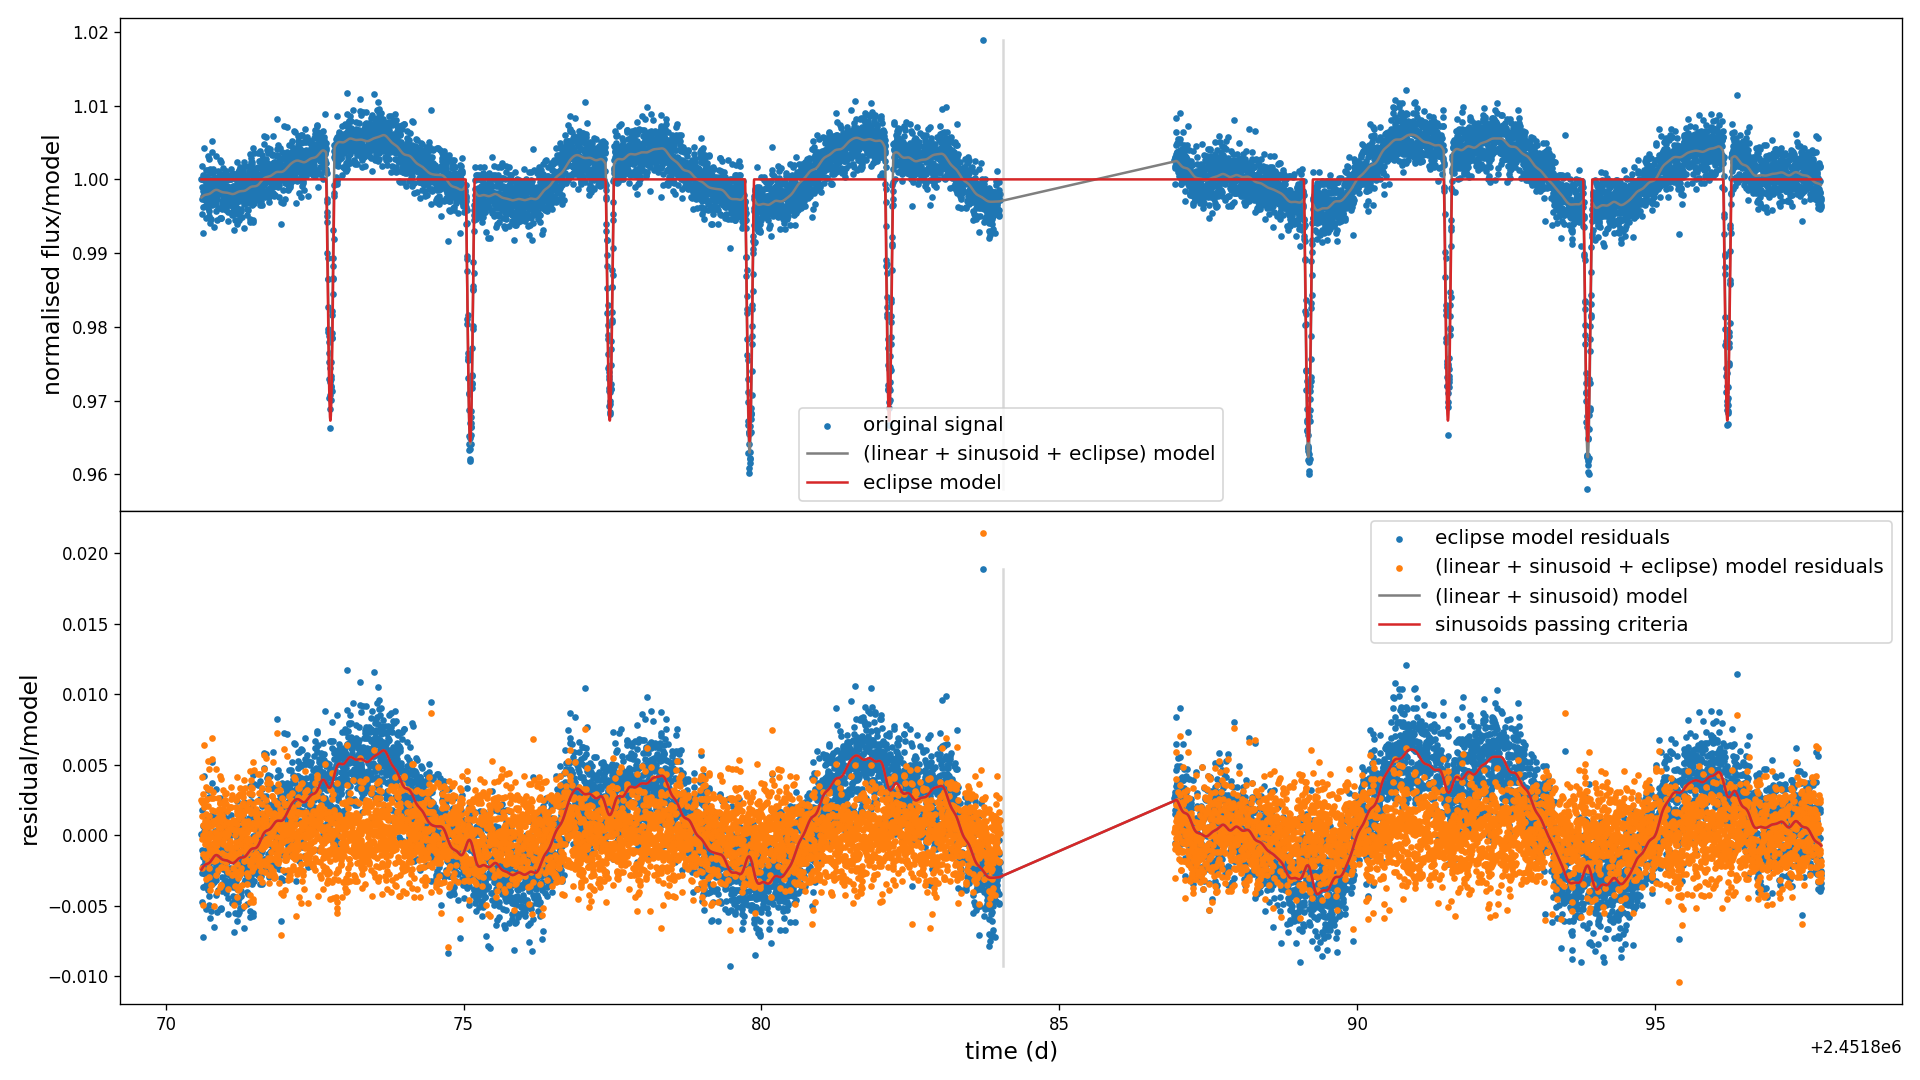 1.02
1.01
1.00
0.99
0.98
0.97
0.96
normalised flux/model
original signal
(linear + sinusoid + eclipse) model
eclipse model
0.020
0.015
0.010
0.005
0.000
−0.005
−0.010
residual/model
eclipse model residuals
(linear + sinusoid + eclipse) model residuals
(linear + sinusoid) model
sinusoids passing criteria
70 75 80 85 90 95
time (d)
+2.4518e6